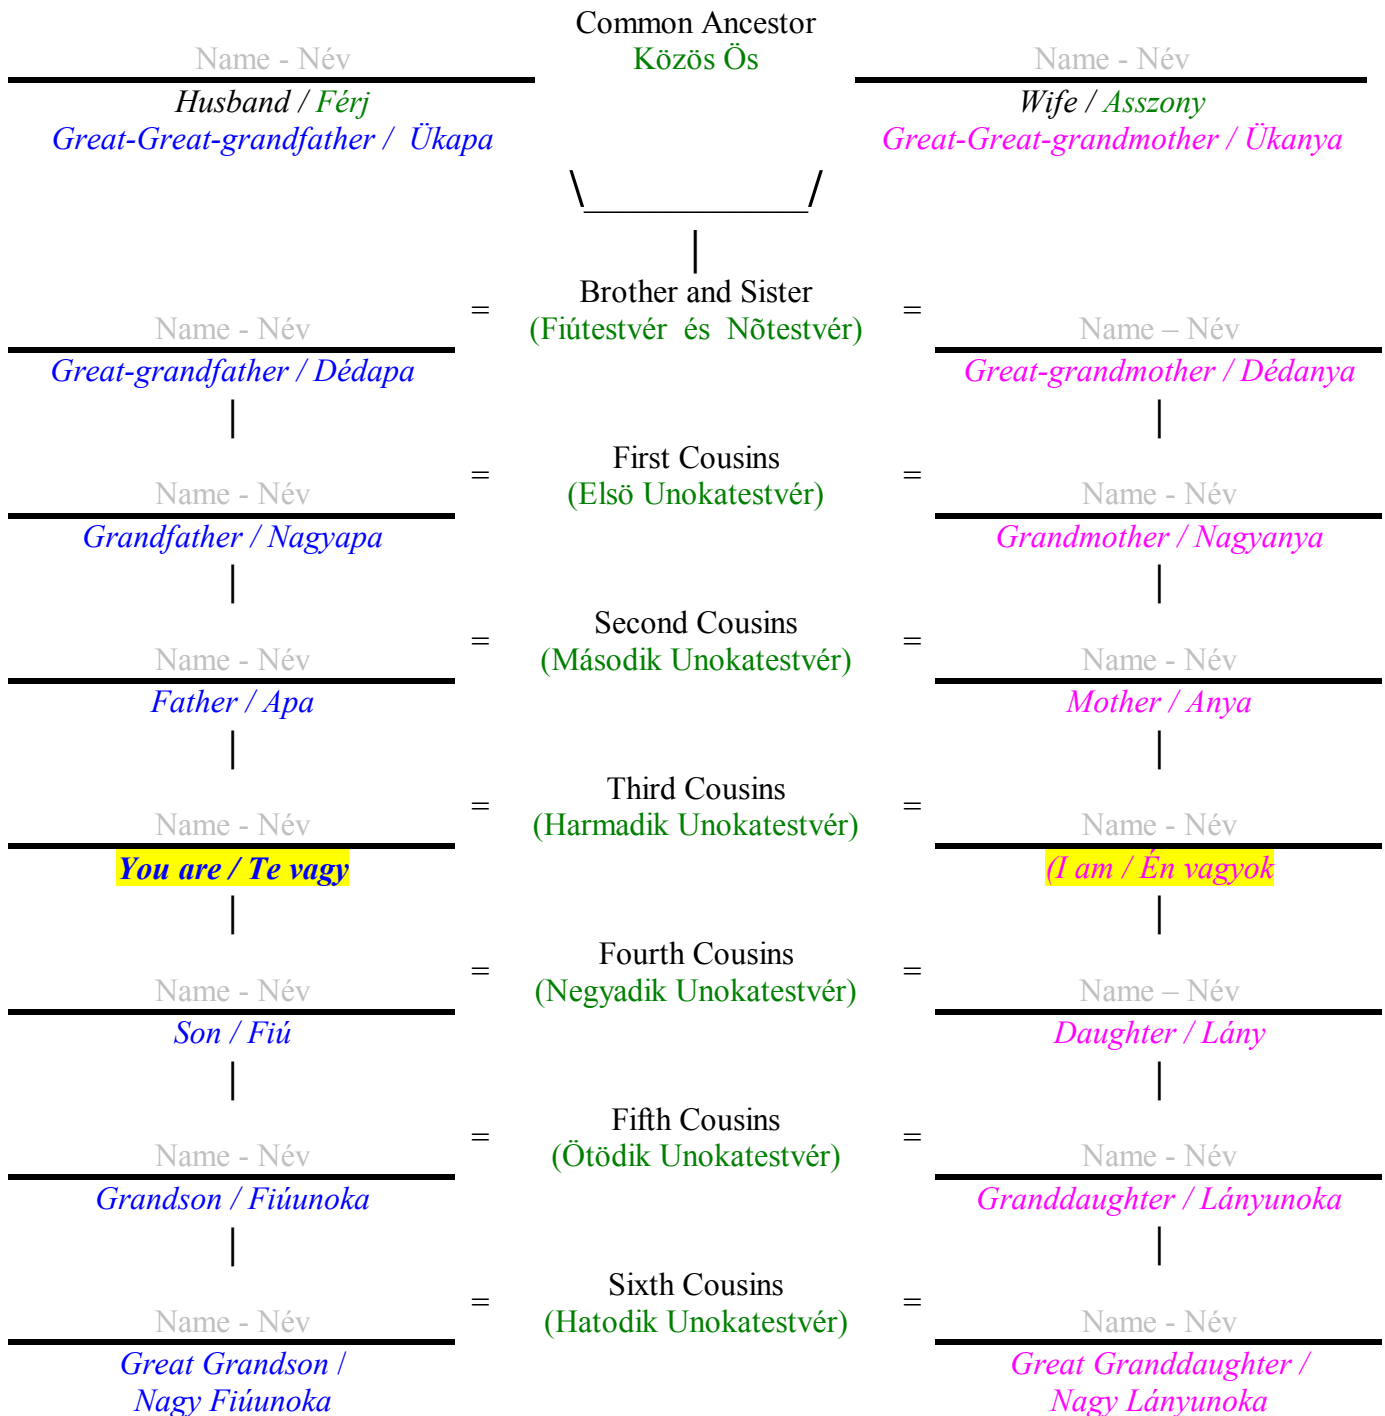 Common Ancestor
Name - Név Közös Ös Name - Név
Husband / Férj Wife / Asszony
Great-Great-grandfather / Ükapa Great-Great-grandmother / Ükanya
\____________/
|
= Brother and Sister =
Name - Név (Fiútestvér és Nõtestvér) Name – Név
Great-grandfather / Dédapa Great-grandmother / Dédanya
| |
= First Cousins =
Name - Név (Elsö Unokatestvér) Name - Név
Grandfather / Nagyapa Grandmother / Nagyanya
| |
= Second Cousins =
Name - Név (Második Unokatestvér) Name - Név
Father / Apa Mother / Anya
| |
= Third Cousins =
Name - Név (Harmadik Unokatestvér) Name - Név
You are / Te vagy (I am / Én vagyok
| |
= Fourth Cousins =
Name - Név (Negyadik Unokatestvér) Name – Név
Son / Fiú Daughter / Lány
| |
= Fifth Cousins =
Name - Név (Ötödik Unokatestvér) Name - Név
Grandson / Fiúunoka Granddaughter / Lányunoka
| |
= Sixth Cousins =
Name - Név (Hatodik Unokatestvér) Name - Név
Great Grandson / Great Granddaughter /
Nagy Fiúunoka Nagy Lányunoka